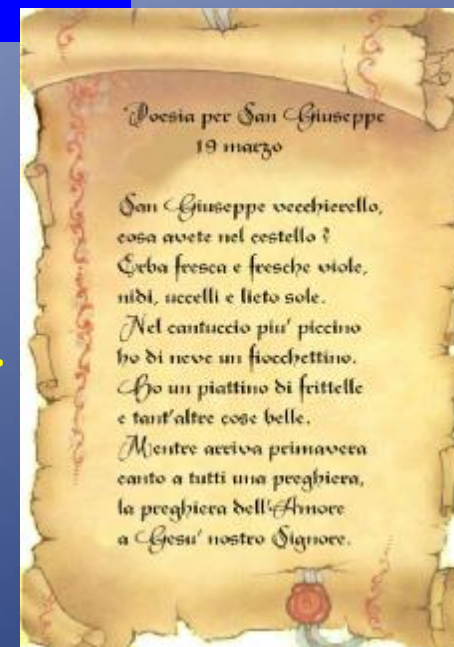 Poesia per San Giuseppe
19 marzo
San Giuseppe vecchierello,
cosa avete nel cestello ?
Erba fresca e fresche viole,
nidi, uccelli e lieto sole.
Nel cantuccio piu' piccino
ho di neve un fiocchettino.
Ho un piattino di frittelle
e tant'altre cose belle.
Mentre arriva primavera
canto a tutti una preghiera,
la preghiera dell'Amore
a Gesu' nostro Signore.